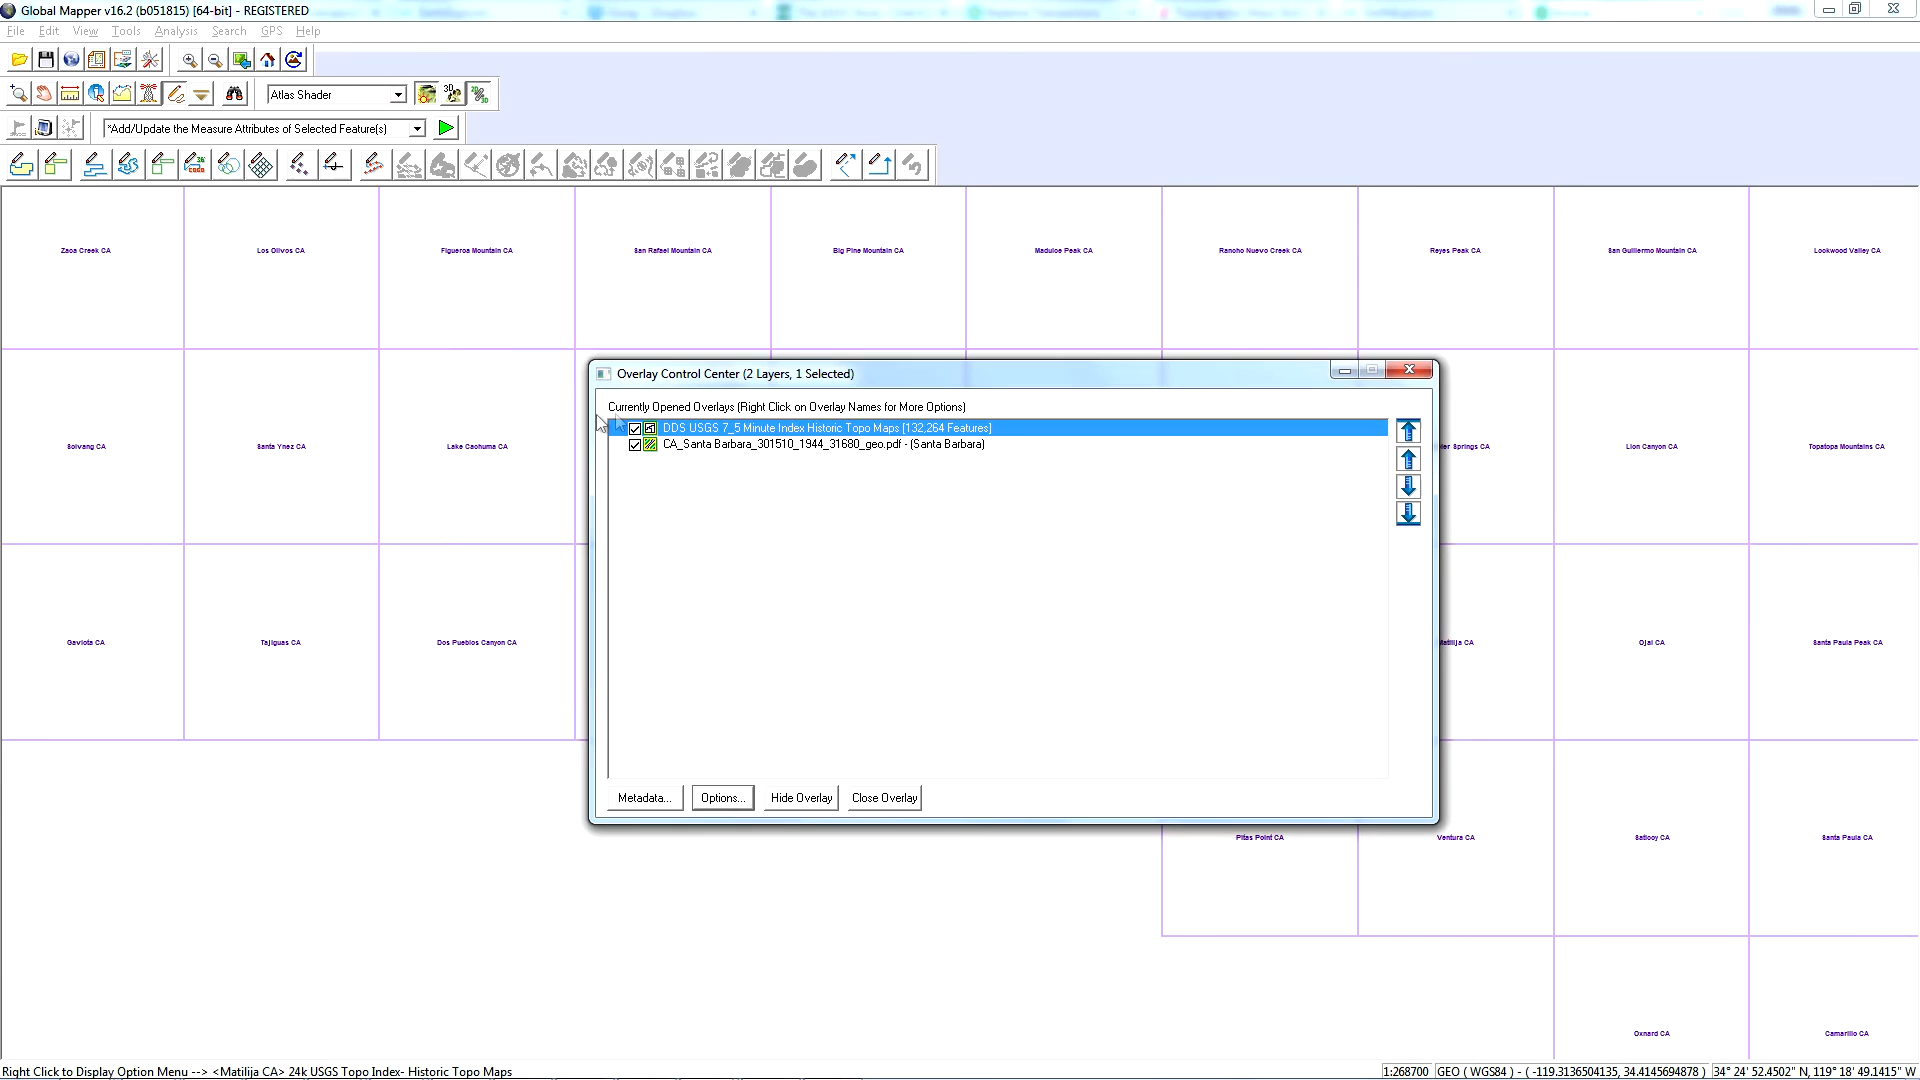 Global Mapper v16.2 (b051815) [64-bit] - REGISTERED
File Edit View Tools Analysis Search GPS Help
Atlas Shader
*Add/Update the Measure Attributes of Selected Feature(s)
Zaca Creek CA Los Olivos CA Figueroa Mountain CA San Rafael Mountain CA Big Pine Mountain CA Madulce Peak CA Rancho Nuevo Creek CA Reyes Peak CA San Guillermo Mountain CA Lockwood Valley CA
Overlay Control Center (2 Layers, 1 Selected)
Currently Opened Overlays (Right Click on Overlay Names for More Options)
DDS USGS 7_5 Minute Index Historic Topo Maps [132,264 Features]
CA_Santa Barbara_301510_1944_31680_geo.pdf - (Santa Barbara)
Solvang CA Santa Ynez CA Lake Cachuma CA Springs CA Lion Canyon CA Topatopa Mountains CA
Gaviota CA Tajiguas CA Dos Pueblos Canyon CA CA Ojai CA Santa Paula Peak CA
Metadata... Options... Hide Overlay Close Overlay
Pitas Point CA Ventura CA Saticoy CA Santa Paula CA
Oxnard CA Camarillo CA
Right Click to Display Option Menu --> <Matilija CA> 24k USGS Topo Index- Historic Topo Maps
1:268700 GEO ( WGS84 ) - ( -119.3136504135, 34.4145694878 ) 34° 24' 52.4502" N, 119° 18' 49.1415" W